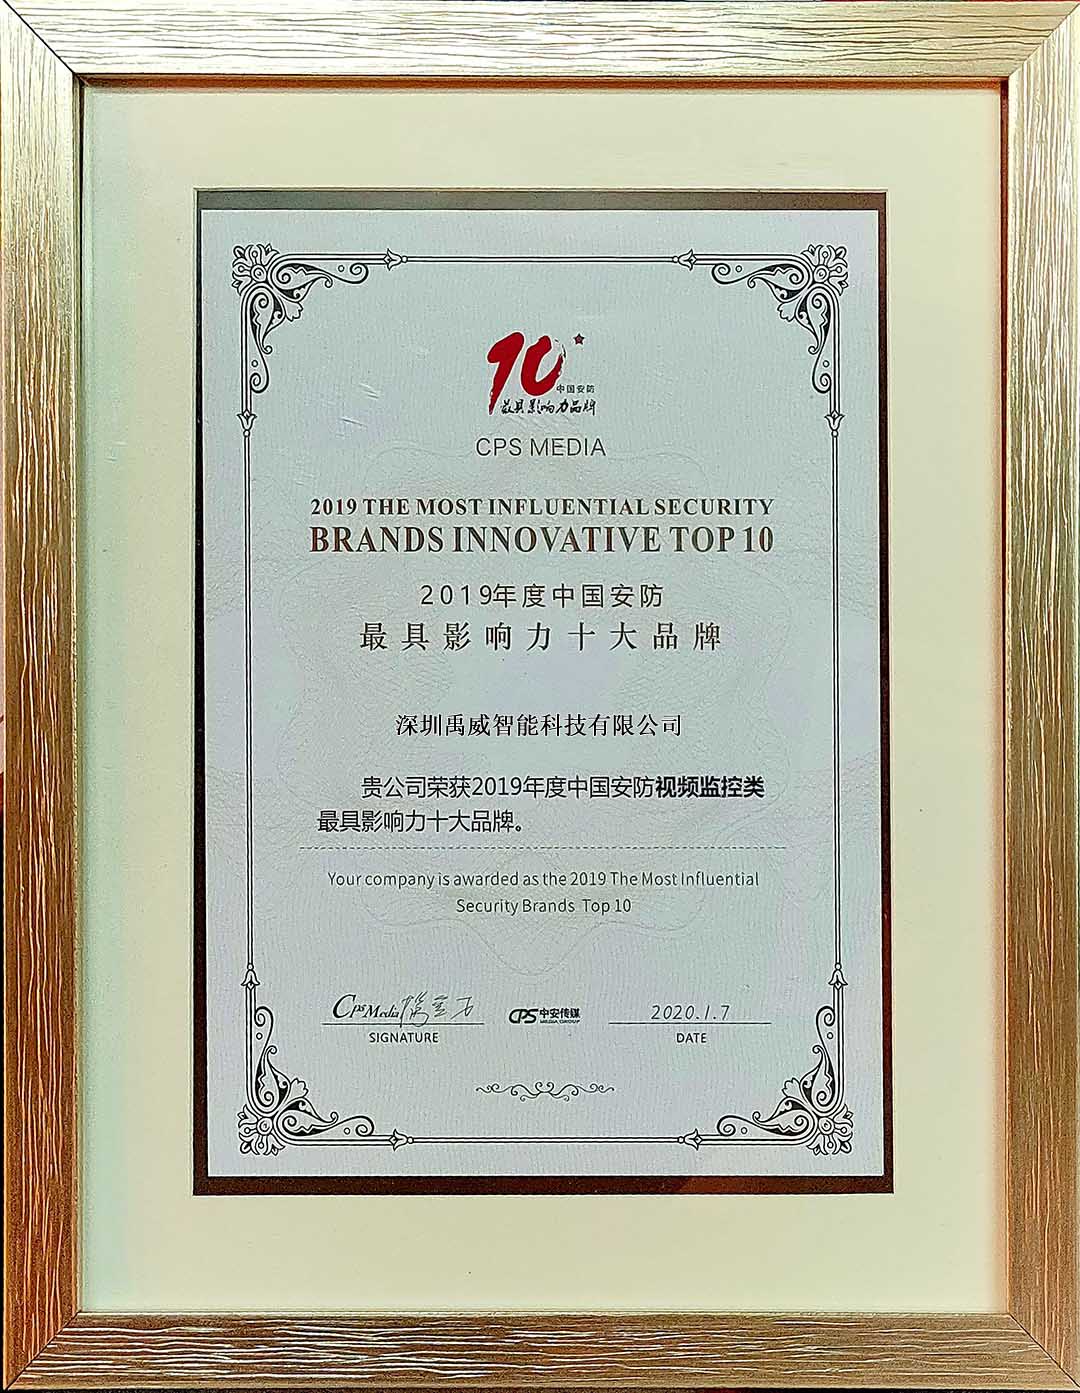 10
中国安防
最具影响力品牌
CPS MEDIA
2019 THE MOST INFLUENTIAL SECURITY
BRANDS INNOVATIVE TOP 10
2019年度中国安防
最具影响力十大品牌
深圳禹威智能科技有限公司
贵公司荣获2019年度中国安防视频监控类
最具影响力十大品牌。
Your company is awarded as the 2019 The Most Influential
Security Brands Top 10
CPS Media
CPS 中安传媒
MEDIA GROUP
2020.1.7
SIGNATURE
DATE